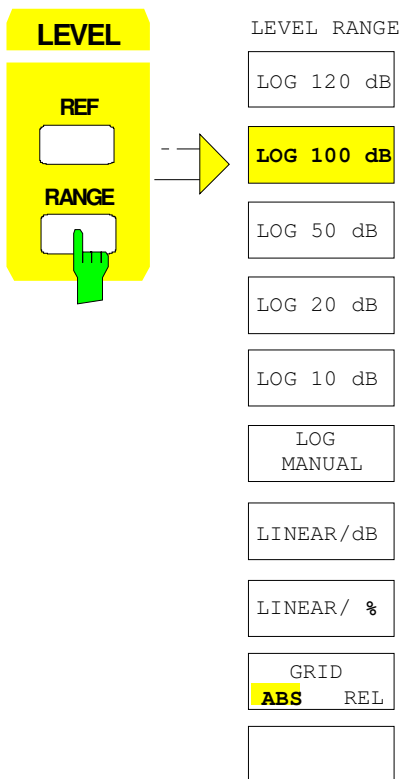 LEVEL
REF
RANGE
LEVEL RANGE
LOG 120 dB
LOG 100 dB
LOG 50 dB
LOG 20 dB
LOG 10 dB
LOG
MANUAL
LINEAR/dB
LINEAR/ %
GRID
ABS REL